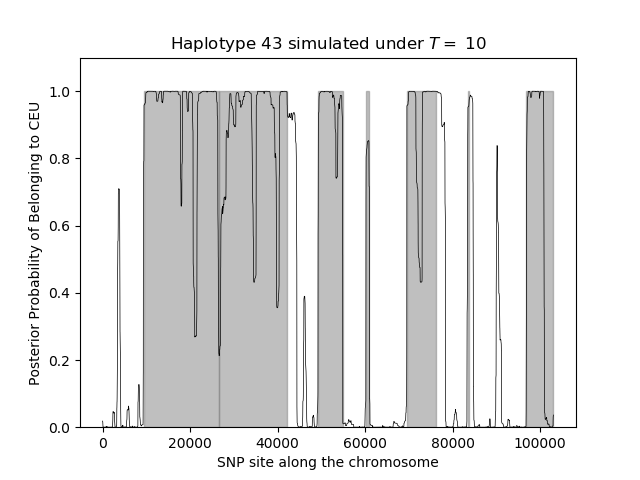 Haplotype 43 simulated under T = 10
Posterior Probability of Belonging to CEU
1.0
0.8
0.6
0.4
0.2
0.0
0 20000 40000 60000 80000 100000
SNP site along the chromosome